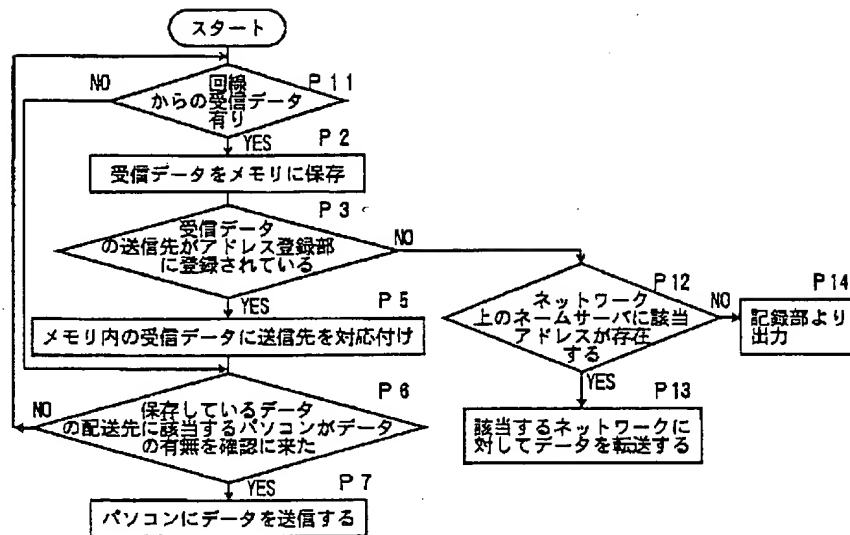 スタート
NO
回線
からの受信データ
有り
P11
YES
P2
受信データをメモリに保存
P3
受信データ
の送信先がアドレス登録部
に登録されている
NO
YES
P5
メモリ内の受信データに送信先を対応付け
P12
ネットワーク
上のネームサーバに該当
アドレスが存在
する
NO
P14
記録部より
出力
YES
P13
該当するネットワークに
対してデータを転送する
P6
NO
保存しているデータ
の配送先に該当するパソコンがデータ
の有無を確認に来た
YES
P7
パソコンにデータを送信する